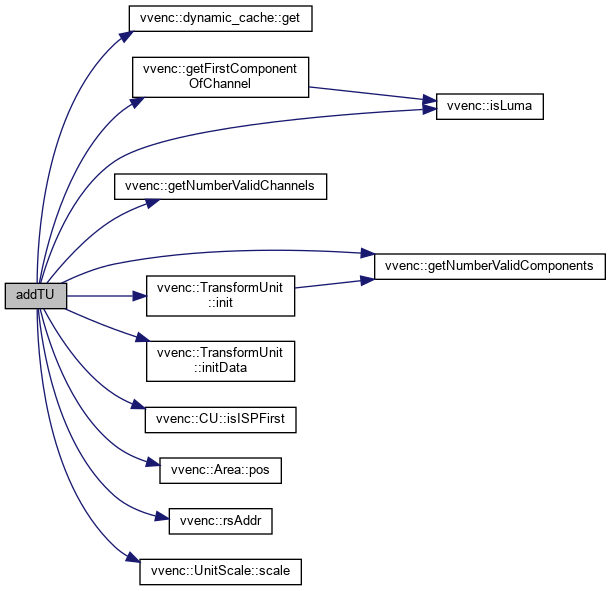 vvenc::dynamic_cache::get
vvenc::getFirstComponent
OfChannel
vvenc::isLuma
vvenc::getNumberValidChannels
vvenc::getNumberValidComponents
addTU
vvenc::TransformUnit
::init
vvenc::TransformUnit
::initData
vvenc::CU::isISPFirst
vvenc::Area::pos
vvenc::rsAddr
vvenc::UnitScale::scale